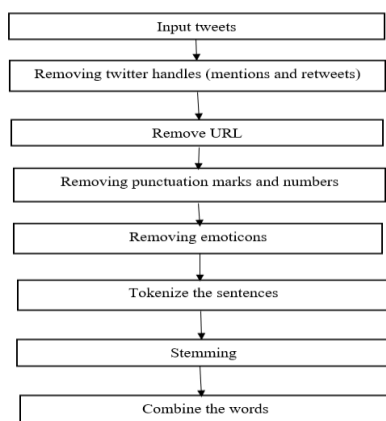 Input tweets
Removing twitter handles (mentions and retweets)
Remove URL
Removing punctuation marks and numbers
Removing emoticons
Tokenize the sentences
Stemming
Combine the words